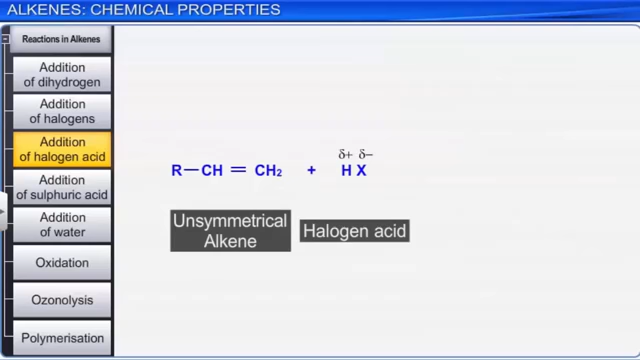 ALKENES: CHEMICAL PROPERTIES
Reactions in Alkenes
Addition
of dihydrogen
Addition
of halogens
Addition
of halogen acid
Addition
of sulphuric acid
Addition
of water
Oxidation
Ozonolysis
Polymerisation
δ+ δ−
R—CH = CH₂ + H X
Unsymmetrical
Alkene
Halogen acid